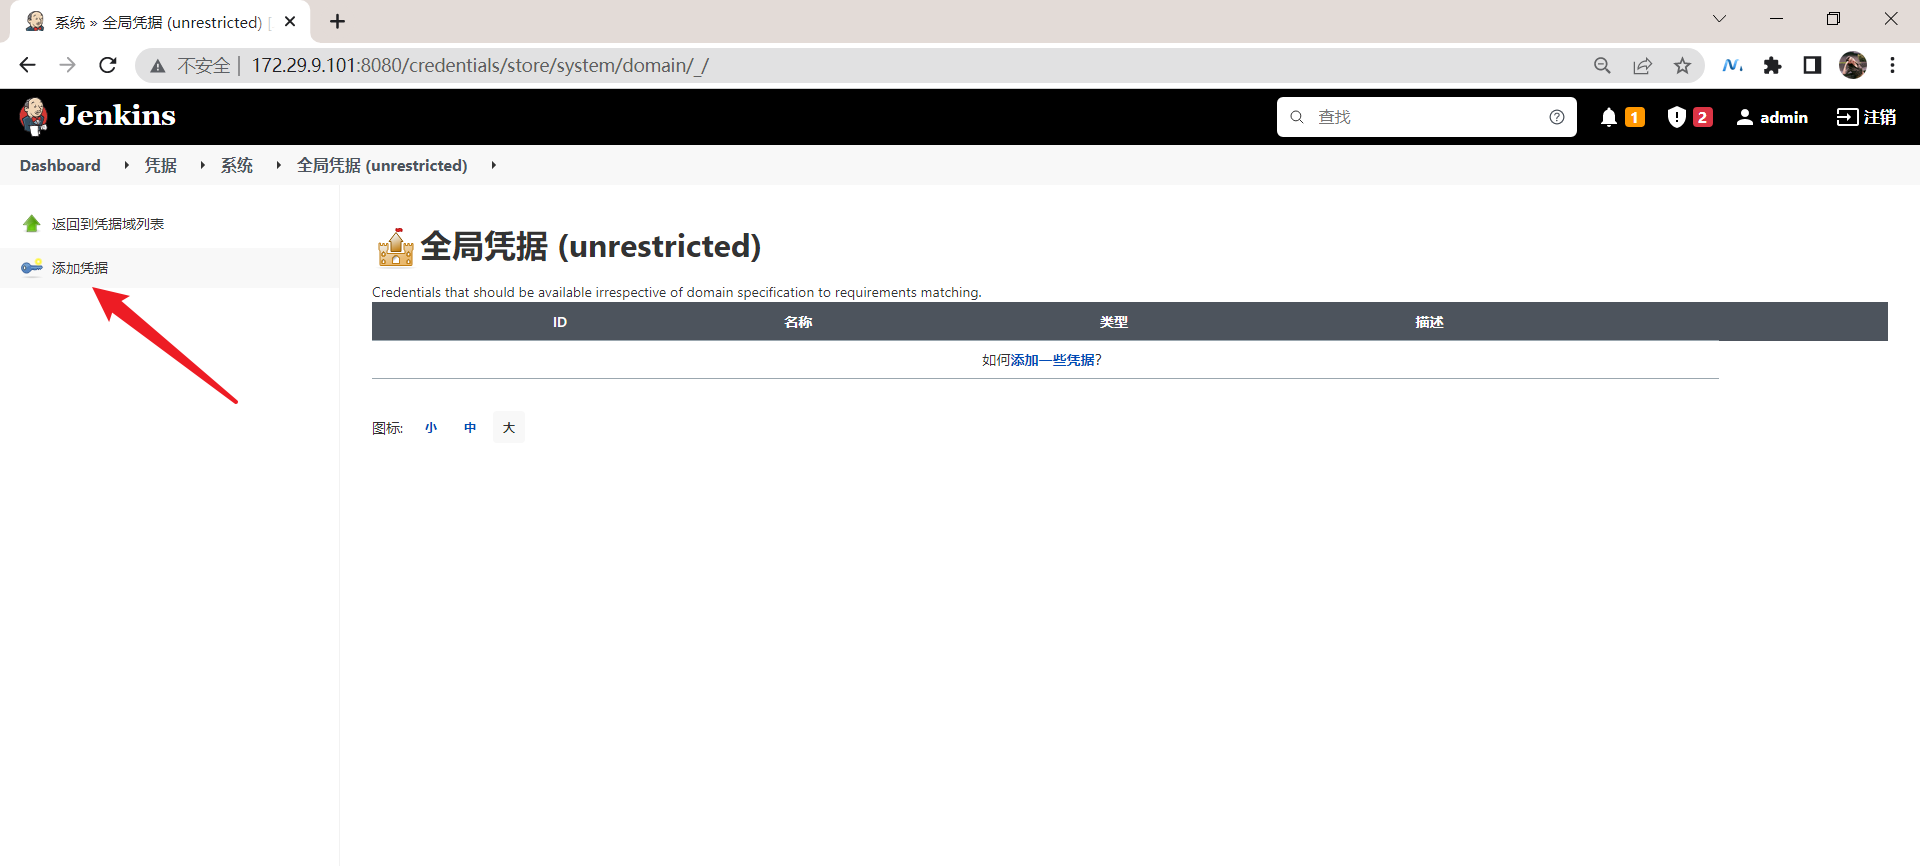 系统 » 全局凭据 (unrestricted) [
不安全 | 172.29.9.101:8080/credentials/store/system/domain/_/
Jenkins
查找
1
2
admin
注销
Dashboard 凭据 系统 全局凭据 (unrestricted)
返回到凭据域列表
添加凭据
全局凭据 (unrestricted)
Credentials that should be available irrespective of domain specification to requirements matching.
ID 名称 类型 描述
如何添加一些凭据?
图标: 小 中 大